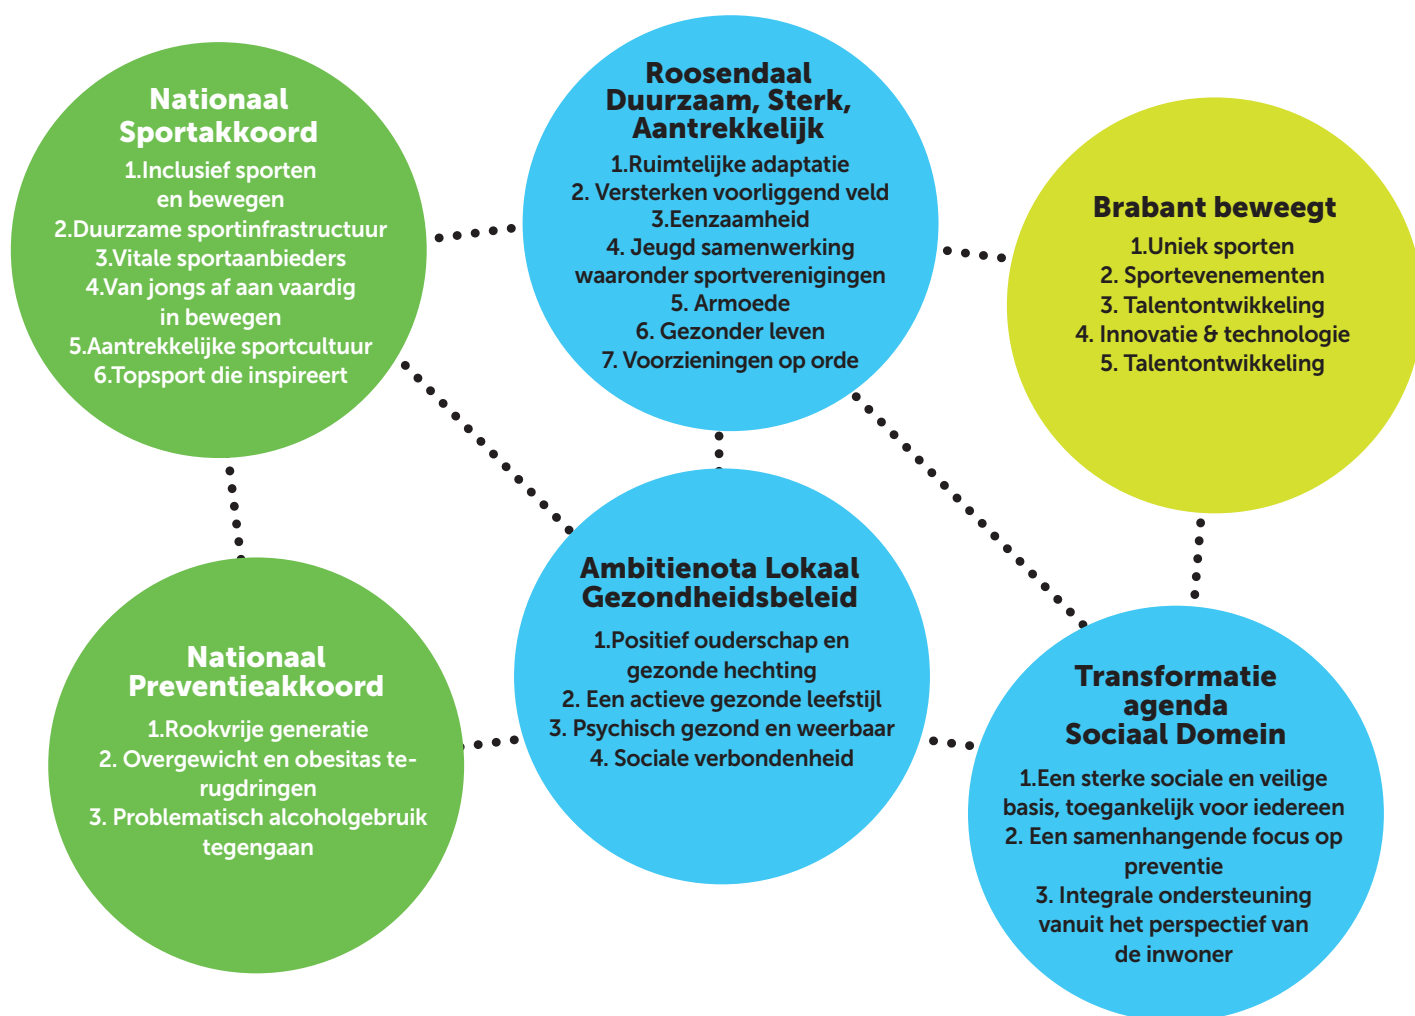 Nationaal
Sportakkoord
1.Inclusief sporten
en bewegen
2.Duurzame sportinfrastructuur
3.Vitale sportaanbieders
4.Van jongs af aan vaardig
in bewegen
5.Aantrekkelijke sportcultuur
6.Topsport die inspireert
Roosendaal
Duurzaam, Sterk,
Aantrekkelijk
1.Ruimtelijke adaptatie
2. Versterken voorliggend veld
3.Eenzaamheid
4. Jeugd samenwerking
waaronder sportverenigingen
5. Armoede
6. Gezonder leven
7. Voorzieningen op orde
Brabant beweegt
1.Uniek sporten
2. Sportevenementen
3. Talentontwikkeling
4. Innovatie & technologie
5. Talentontwikkeling
Nationaal
Preventieakkoord
1.Rookvrije generatie
2. Overgewicht en obesitas te-
rugdringen
3. Problematisch alcoholgebruik
tegengaan
Ambitienota Lokaal
Gezondheidsbeleid
1.Positief ouderschap en
gezonde hechting
2. Een actieve gezonde leefstijl
3. Psychisch gezond en weerbaar
4. Sociale verbondenheid
Transformatie
agenda
Sociaal Domein
1.Een sterke sociale en veilige
basis, toegankelijk voor iedereen
2. Een samenhangende focus op
preventie
3. Integrale ondersteuning
vanuit het perspectief van
de inwoner